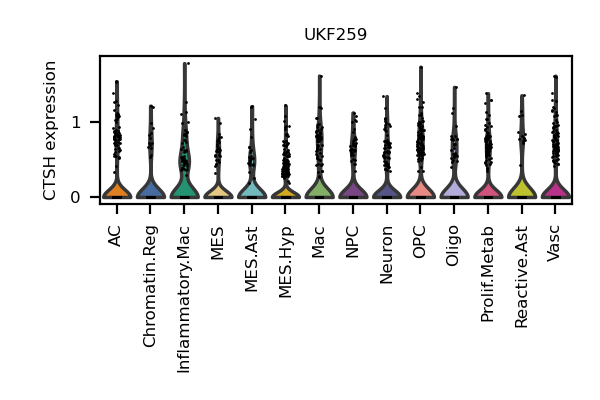 UKF259
CTSH expression
1
0
AC
Chromatin.Reg
Inflammatory.Mac
MES
MES.Ast
MES.Hyp
Mac
NPC
Neuron
OPC
Oligo
Prolif.Metab
Reactive.Ast
Vasc